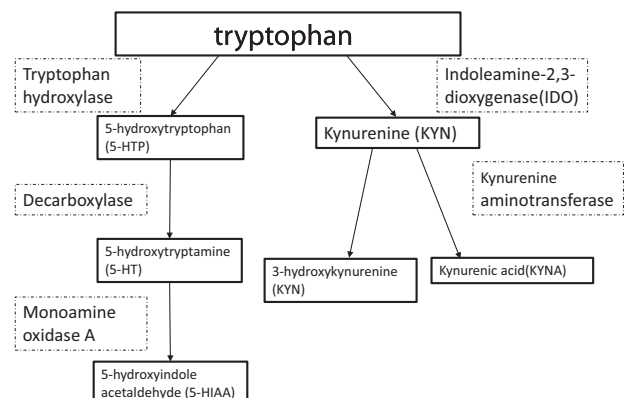 tryptophan
Tryptophan
hydroxylase
Indoleamine-2,3-
dioxygenase(IDO)
5-hydroxytryptophan
(5-HTP)
Kynurenine (KYN)
Decarboxylase
Kynurenine
aminotransferase
5-hydroxytryptamine
(5-HT)
3-hydroxykynurenine
(KYN)
Kynurenic acid(KYNA)
Monoamine
oxidase A
5-hydroxyindole
acetaldehyde (5-HIAA)